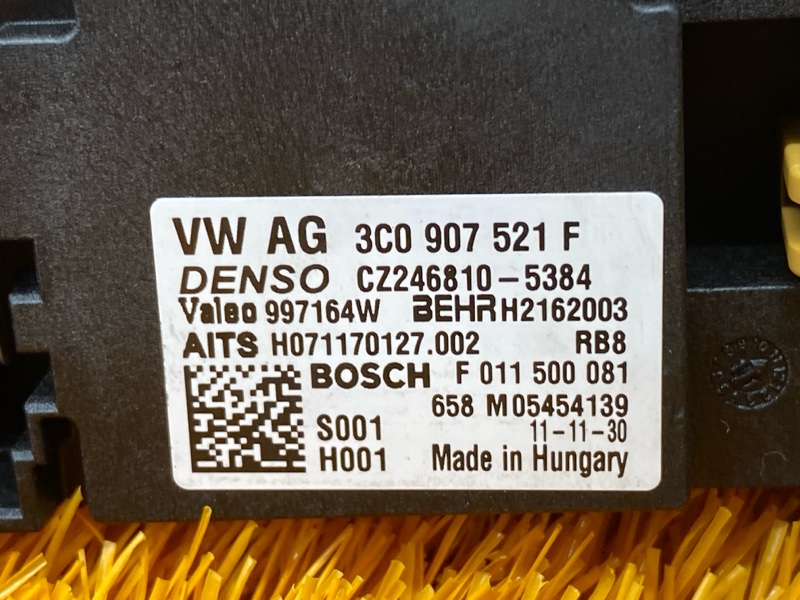 VW AG 3C0 907 521 F
DENSO CZ246810-5384
Valeo 997164W BEHR H2162003
AITS H071170127.002 RB8
BOSCH F 011 500 081
658 M05454139
S001 11-11-30
H001 Made in Hungary